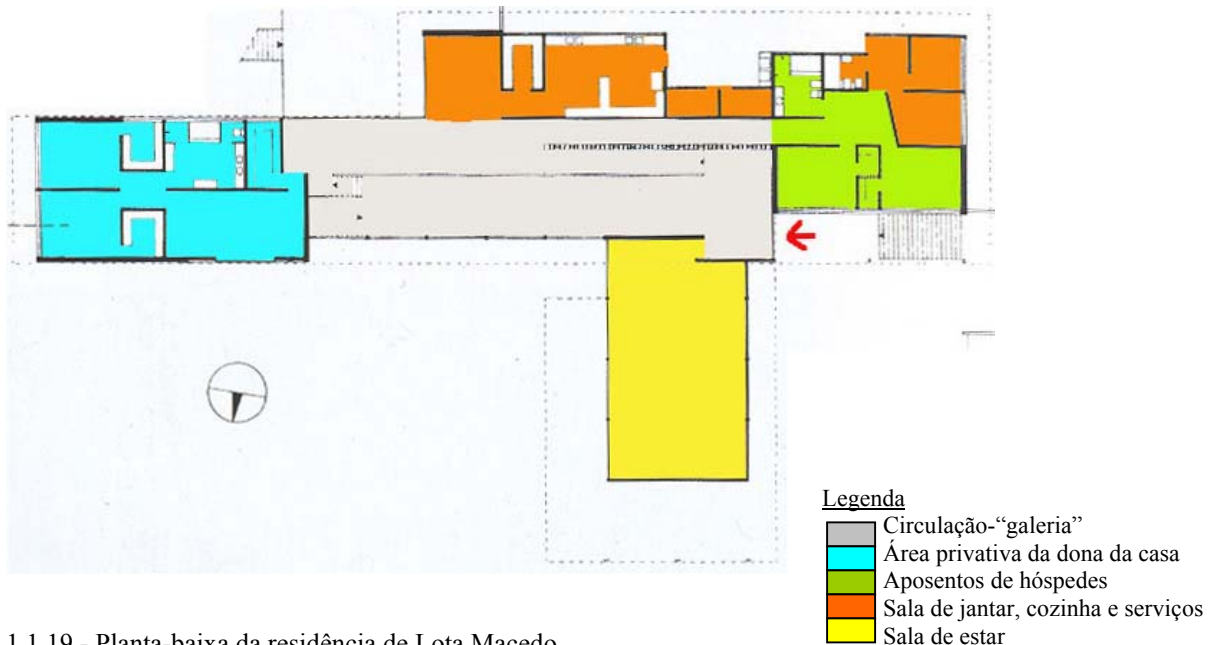 Legenda
Circulação-“galeria”
Área privativa da dona da casa
Aposentos de hóspedes
Sala de jantar, cozinha e serviços
Sala de estar
1.1.19 - Planta-baixa da residência de Lota Macedo